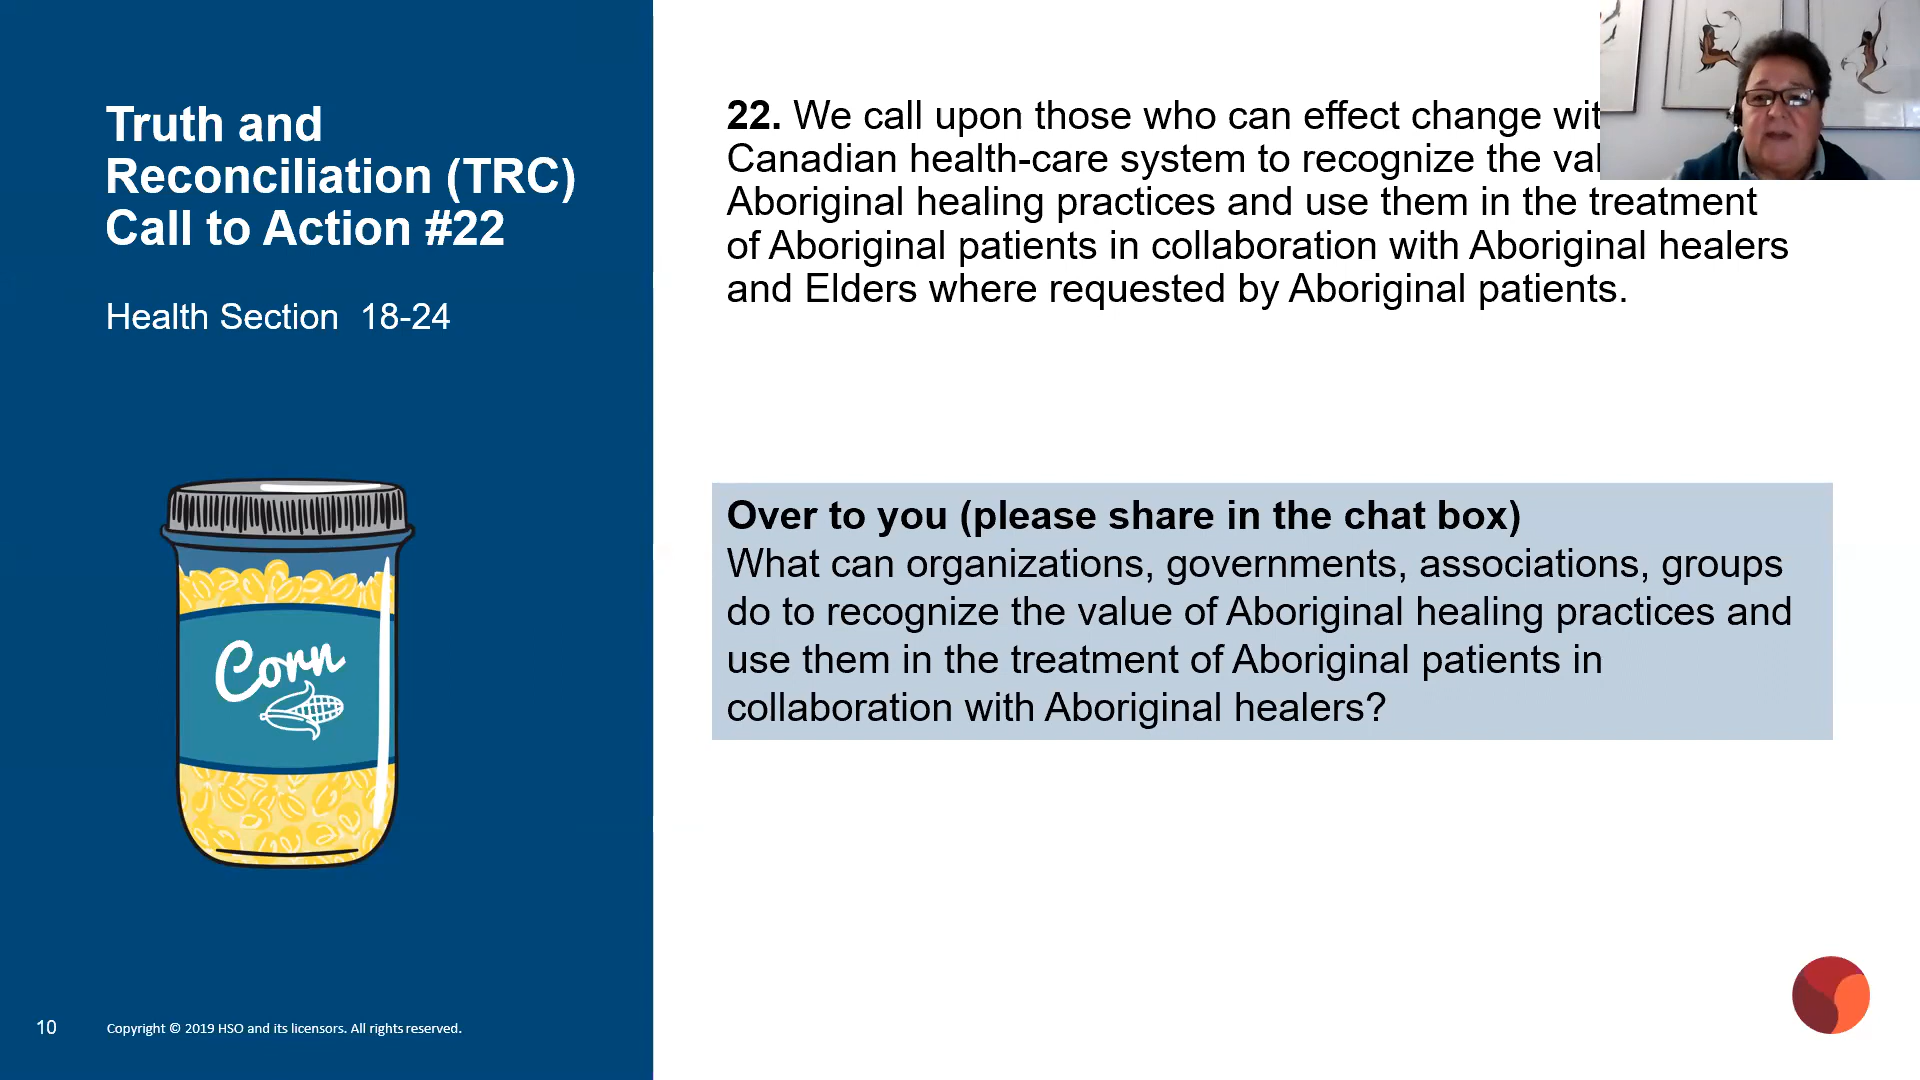 Truth and
Reconciliation (TRC)
Call to Action #22
Health Section 18-24
Corn
10
Copyright © 2019 HSO and its licensors. All rights reserved.
22. We call upon those who can effect change
Canadian health-care system to recognize the
Aboriginal healing practices and use them in the treatment
of Aboriginal patients in collaboration with Aboriginal healers
and Elders where requested by Aboriginal patients.
Over to you (please share in the chat box)
What can organizations, governments, associations, groups
do to recognize the value of Aboriginal healing practices and
use them in the treatment of Aboriginal patients in
collaboration with Aboriginal healers?